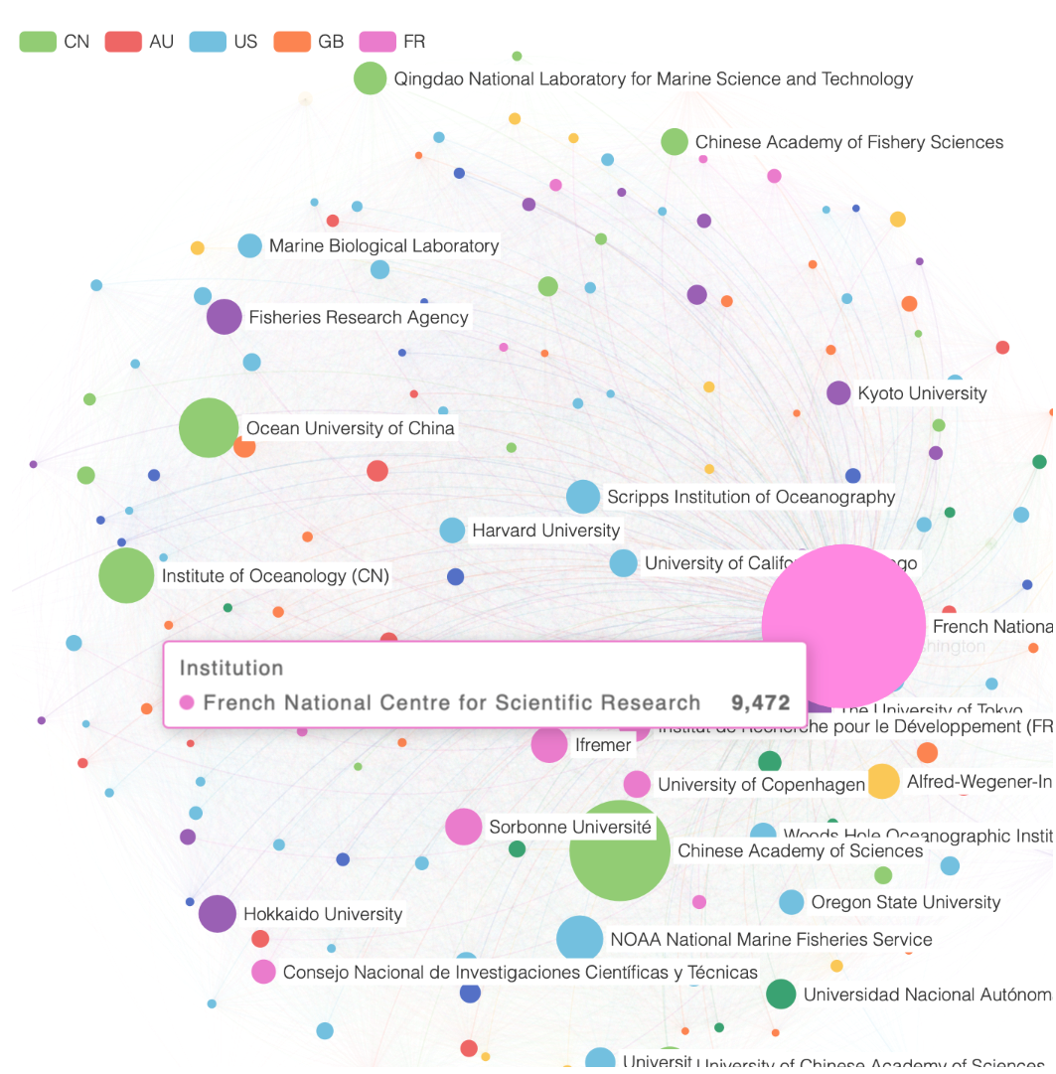 CN AU US GB FR
Qingdao National Laboratory for Marine Science and Technology
Chinese Academy of Fishery Sciences
Marine Biological Laboratory
Fisheries Research Agency
Kyoto University
Ocean University of China
Scripps Institution of Oceanography
Harvard University
University of Califo
go
Institute of Oceanology (CN)
French Nationa
hington
Institution
French National Centre for Scientific Research 9,472
The University of Tokyo
Institut de Recherche pour le Développement (FR
Ifremer
University of Copenhagen
Alfred-Wegener-In
Sorbonne Université
Woods Hole Oceanographic Instit
Chinese Academy of Sciences
Oregon State University
Hokkaido University
NOAA National Marine Fisheries Service
Consejo Nacional de Investigaciones Científicas y Técnicas
Universidad Nacional Autónom
Universit
University of Chinese Academy of Sciences